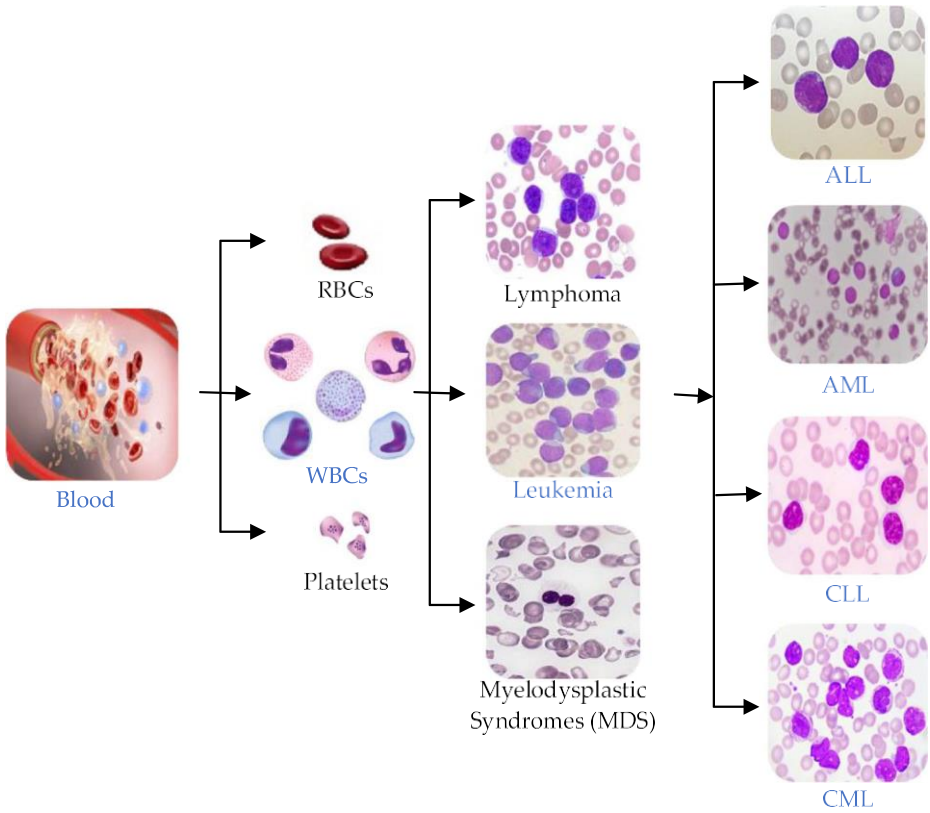 Blood
RBCs
WBCs
Platelets
Lymphoma
Leukemia
Myelodysplastic
Syndromes (MDS)
ALL
AML
CLL
CML